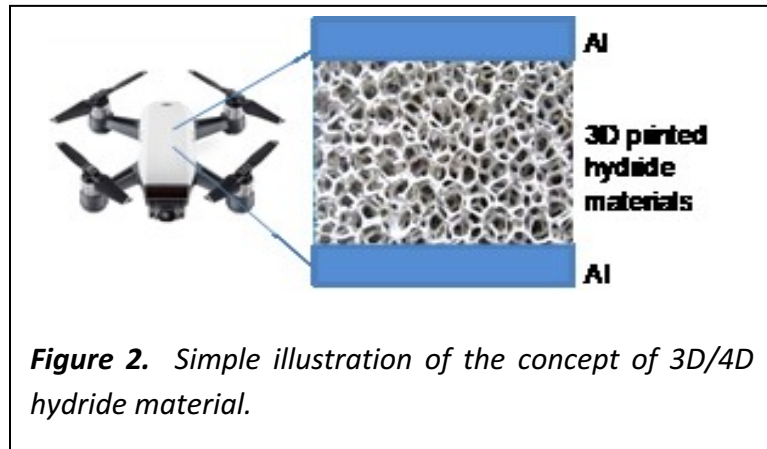 Al
3D printed
hydride
materials
Al
Figure 2. Simple illustration of the concept of 3D/4D
hydride material.